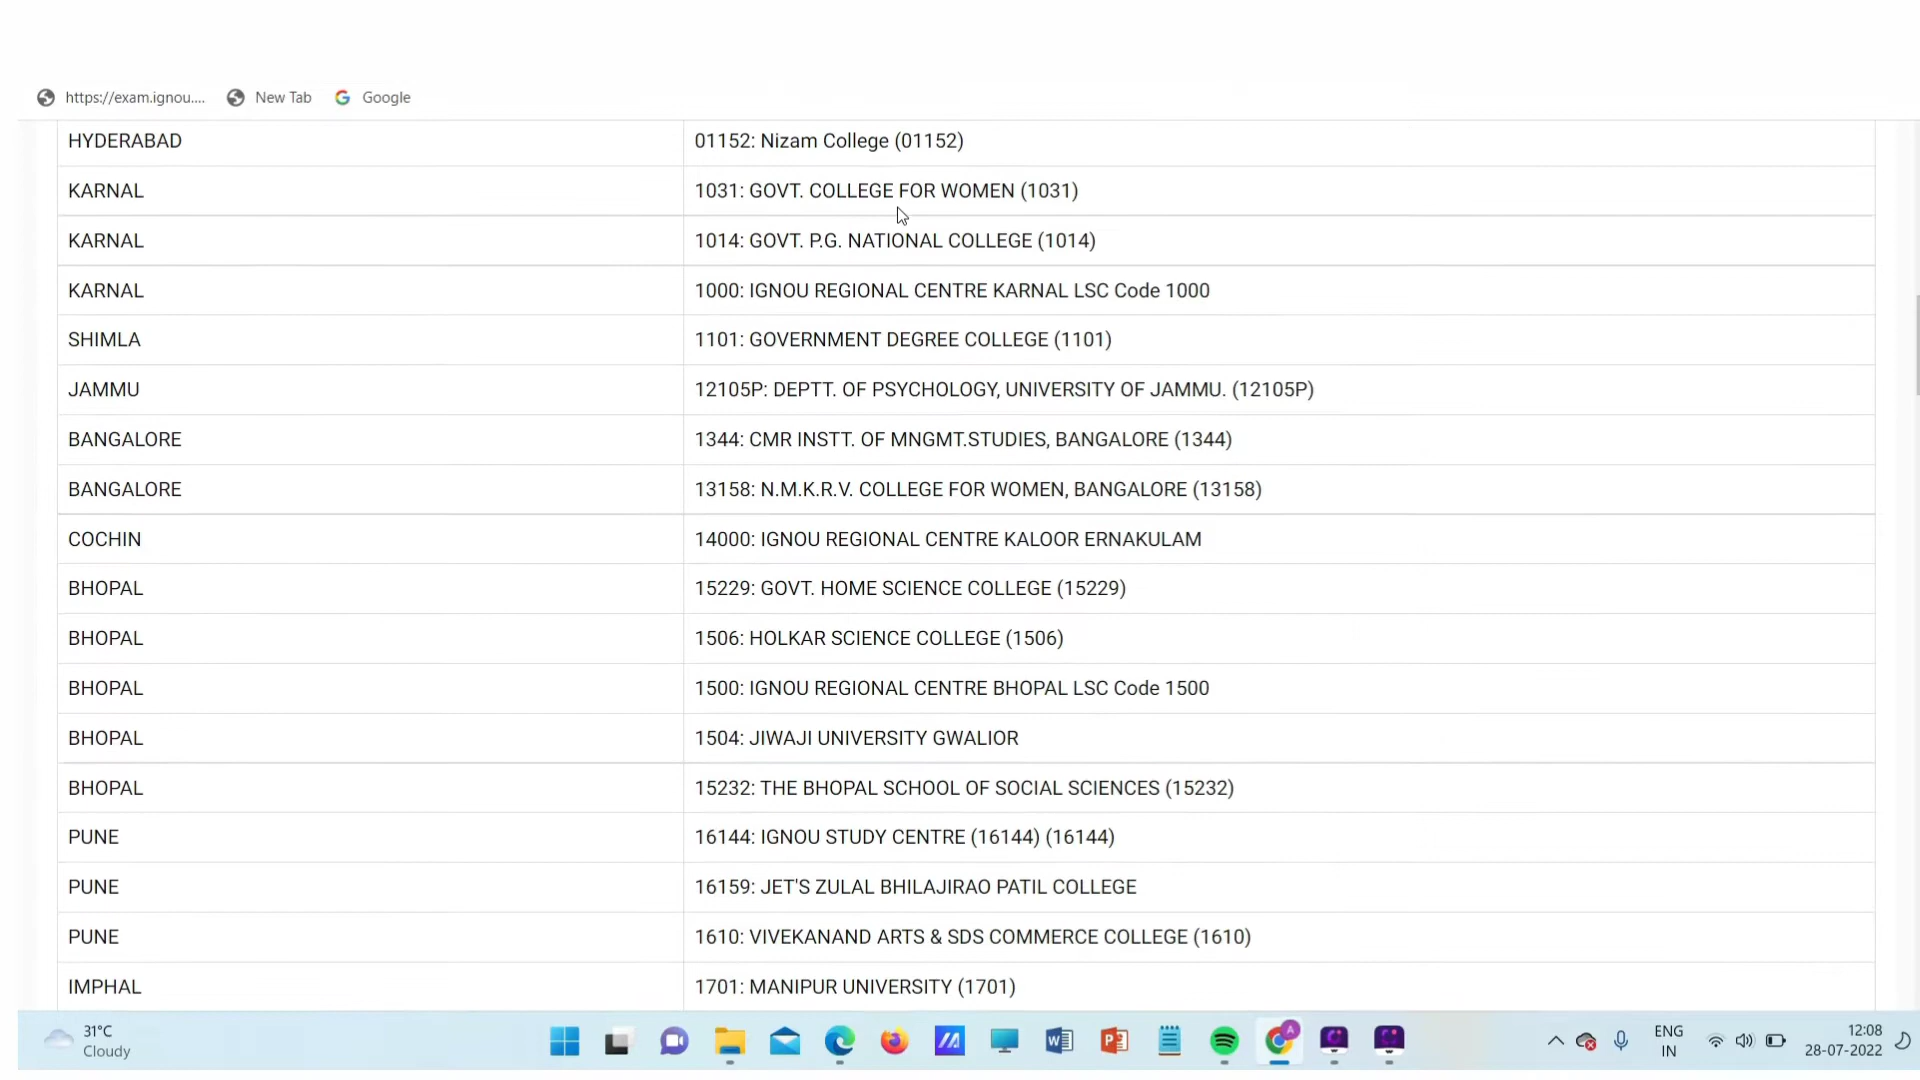 https://exam.ignou.... New Tab Google
HYDERABAD 01152: Nizam College (01152)
KARNAL 1031: GOVT. COLLEGE FOR WOMEN (1031)
KARNAL 1014: GOVT. P.G. NATIONAL COLLEGE (1014)
KARNAL 1000: IGNOU REGIONAL CENTRE KARNAL LSC Code 1000
SHIMLA 1101: GOVERNMENT DEGREE COLLEGE (1101)
JAMMU 12105P: DEPTT. OF PSYCHOLOGY, UNIVERSITY OF JAMMU. (12105P)
BANGALORE 1344: CMR INSTT. OF MNGMT.STUDIES, BANGALORE (1344)
BANGALORE 13158: N.M.K.R.V. COLLEGE FOR WOMEN, BANGALORE (13158)
COCHIN 14000: IGNOU REGIONAL CENTRE KALOOR ERNAKULAM
BHOPAL 15229: GOVT. HOME SCIENCE COLLEGE (15229)
BHOPAL 1506: HOLKAR SCIENCE COLLEGE (1506)
BHOPAL 1500: IGNOU REGIONAL CENTRE BHOPAL LSC Code 1500
BHOPAL 1504: JIWAJI UNIVERSITY GWALIOR
BHOPAL 15232: THE BHOPAL SCHOOL OF SOCIAL SCIENCES (15232)
PUNE 16144: IGNOU STUDY CENTRE (16144) (16144)
PUNE 16159: JET'S ZULAL BHILAJIRAO PATIL COLLEGE
PUNE 1610: VIVEKANAND ARTS & SDS COMMERCE COLLEGE (1610)
IMPHAL 1701: MANIPUR UNIVERSITY (1701)
31°C ENG 12:08
Cloudy IN 28-07-2022